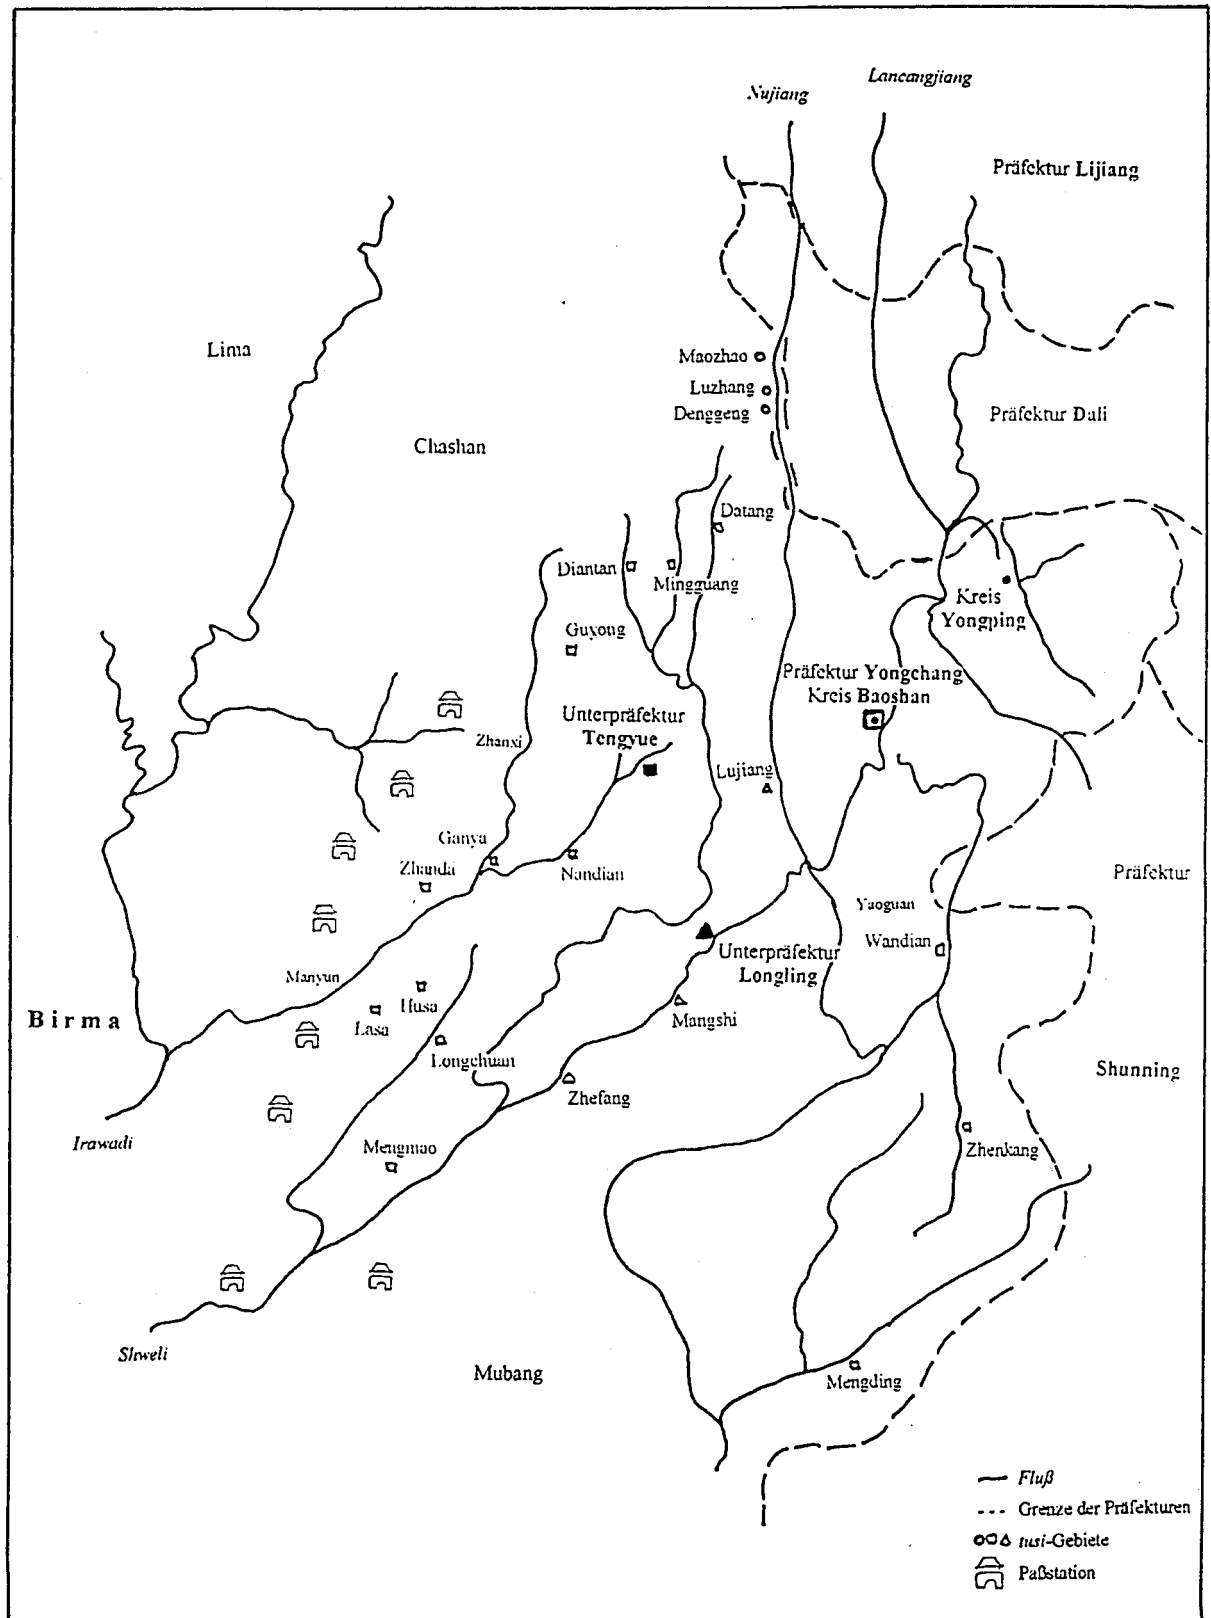 Lancangjiang
Nujiang
Präfektur Lijiang
Lima
Maozhao
Luzhang
Denggeng
Präfektur Dali
Chashan
Datang
Diantan
Mingguang
Kreis
Yongping
Guyong
Präfektur Yongchang
Kreis Baoshan
Unterpräfektur
Tengyue
Zhanxi
Lujiang
Ganya
Zhanda
Nandian
Präfektur
Yaoguan
Wandian
Unterpräfektur
Longling
Manyun
Husa
Lasa
Birma
Mangshi
Longchuan
Shunning
Zhefang
Irawadi
Mengmao
Zhenkang
Shweli
Mubang
Mengding
Fluß
Grenze der Präfekturen
tusi-Gebiete
Paßstation